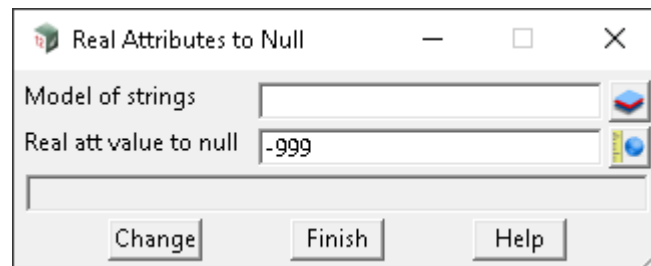 Real Attributes to Null
Model of strings
Real att value to null -999
Change Finish Help